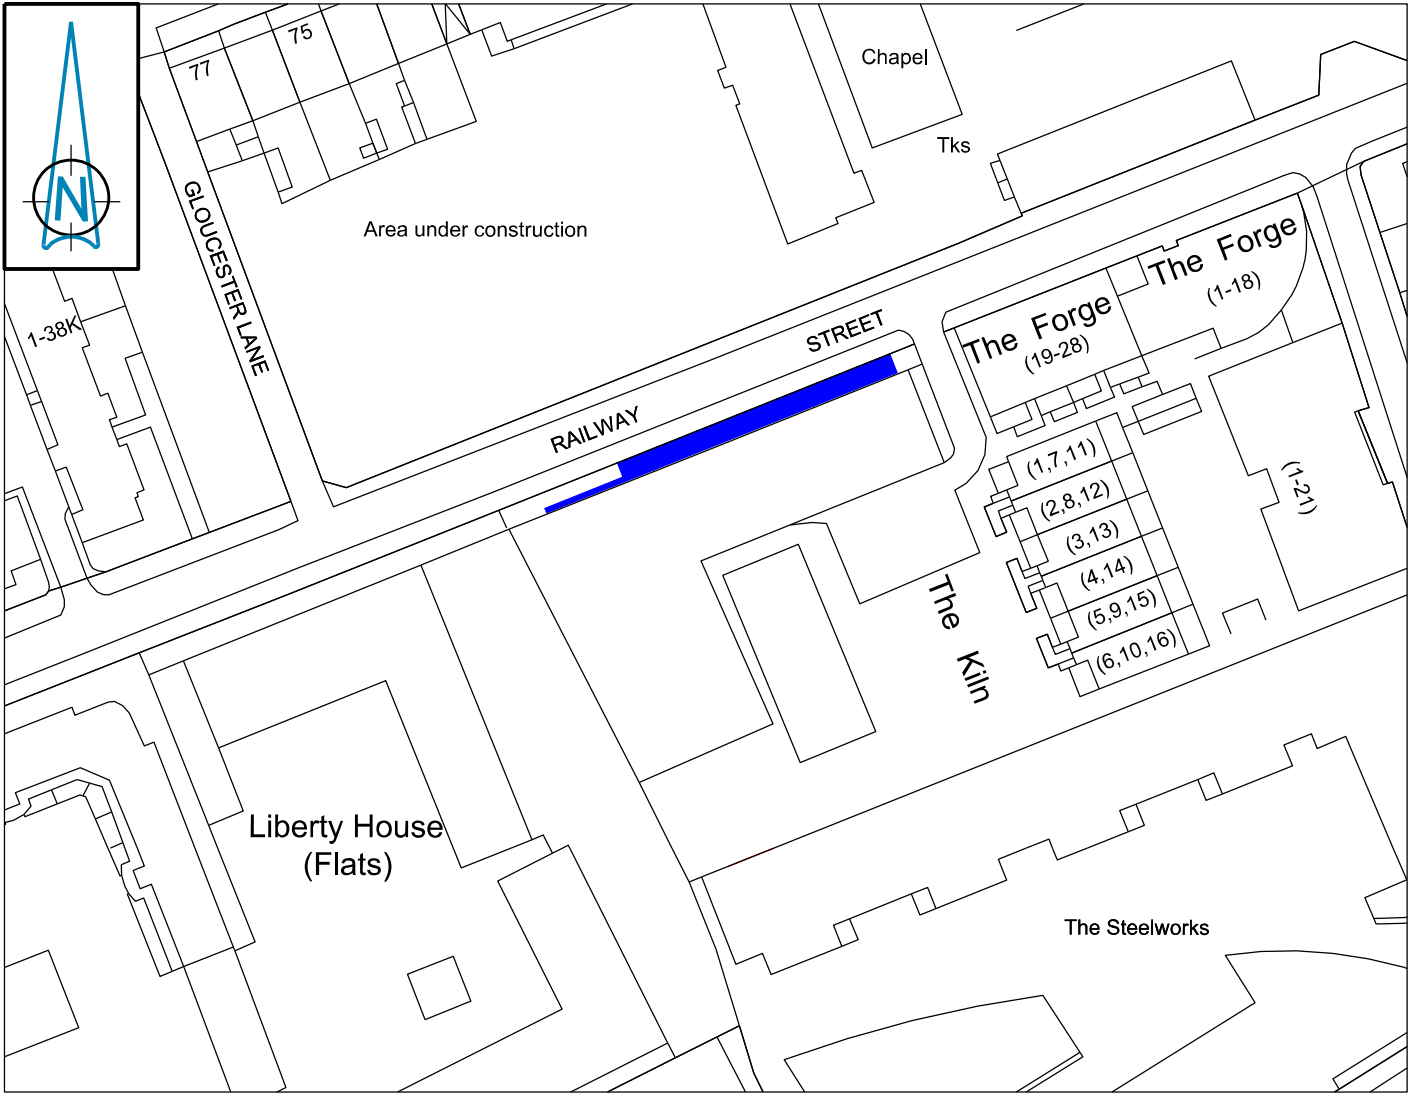 75
77
Chapel
Tks
N
GLOUCESTER LANE
Area under construction
The Forge
(1-18)
1-38K
STREET
The Forge
(19-28)
RAILWAY
(1,7,11)
(2,8,12)
(1-21)
(3,13)
(4,14)
(5,9,15)
(6,10,16)
The Kiln
Liberty House
(Flats)
The Steelworks